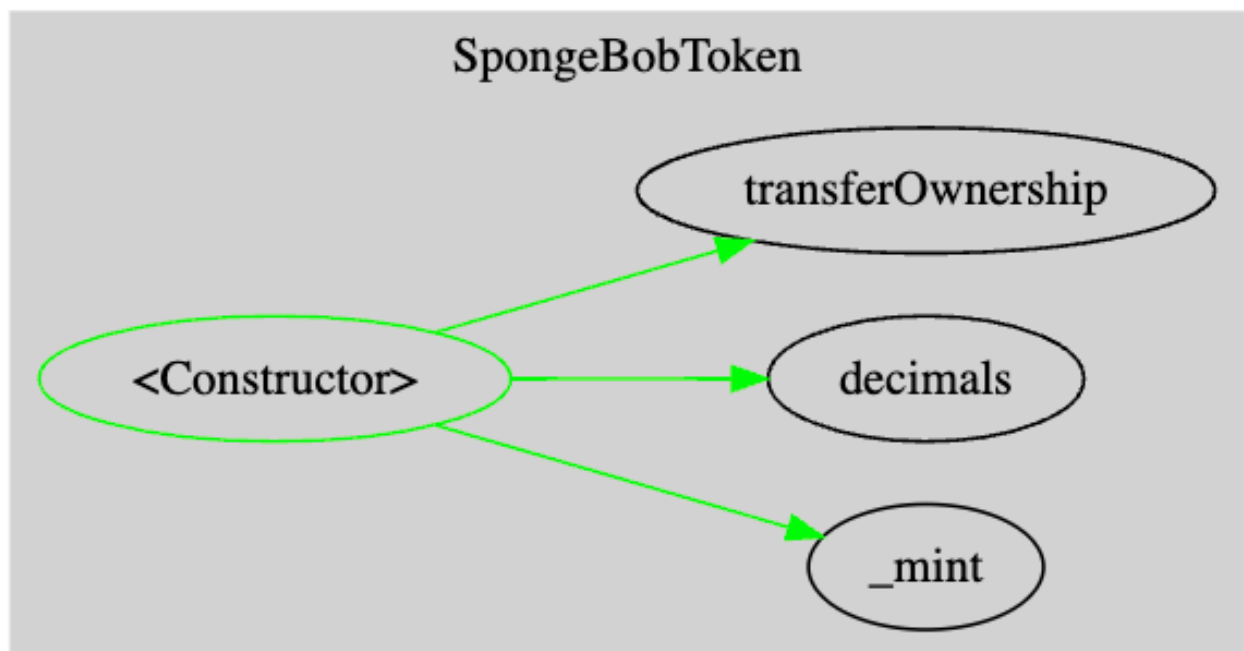 SpongeBobToken
transferOwnership
<Constructor>
decimals
_mint